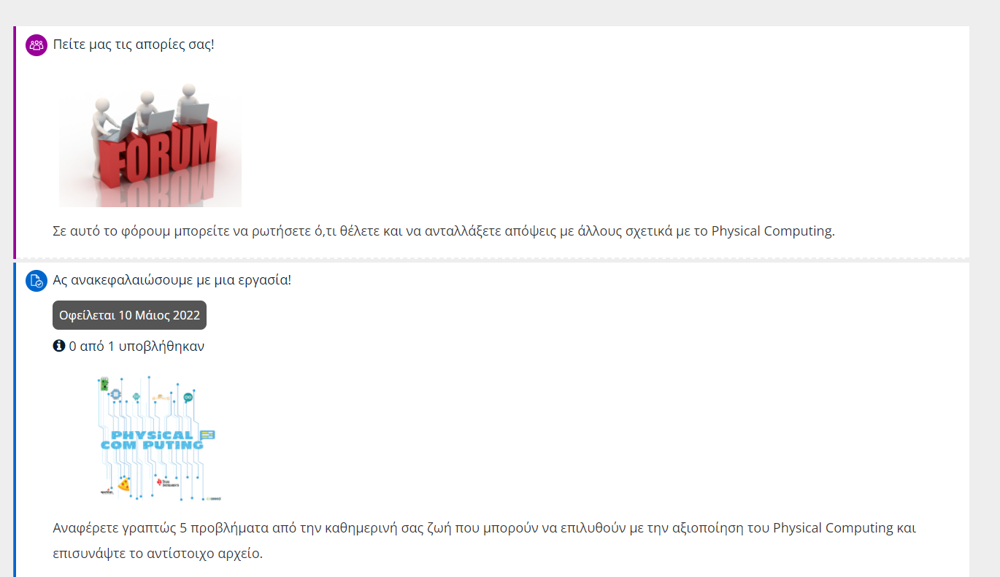 Πείτε μας τις απορίες σας!
FORUM
Σε αυτό το φόρουμ μπορείτε να ρωτήσετε ό,τι θέλετε και να ανταλλάξετε απόψεις με άλλους σχετικά με το Physical Computing.
Ας ανακεφαλαιώσουμε με μια εργασία!
Οφείλεται 10 Μάιος 2022
0 από 1 υποβλήθηκαν
PHYSiCAL
COM PUTING
Αναφέρετε γραπτώς 5 προβλήματα από την καθημερινή σας ζωή που μπορούν να επιλυθούν με την αξιοποίηση του Physical Computing και
επισυνάψτε το αντίστοιχο αρχείο.